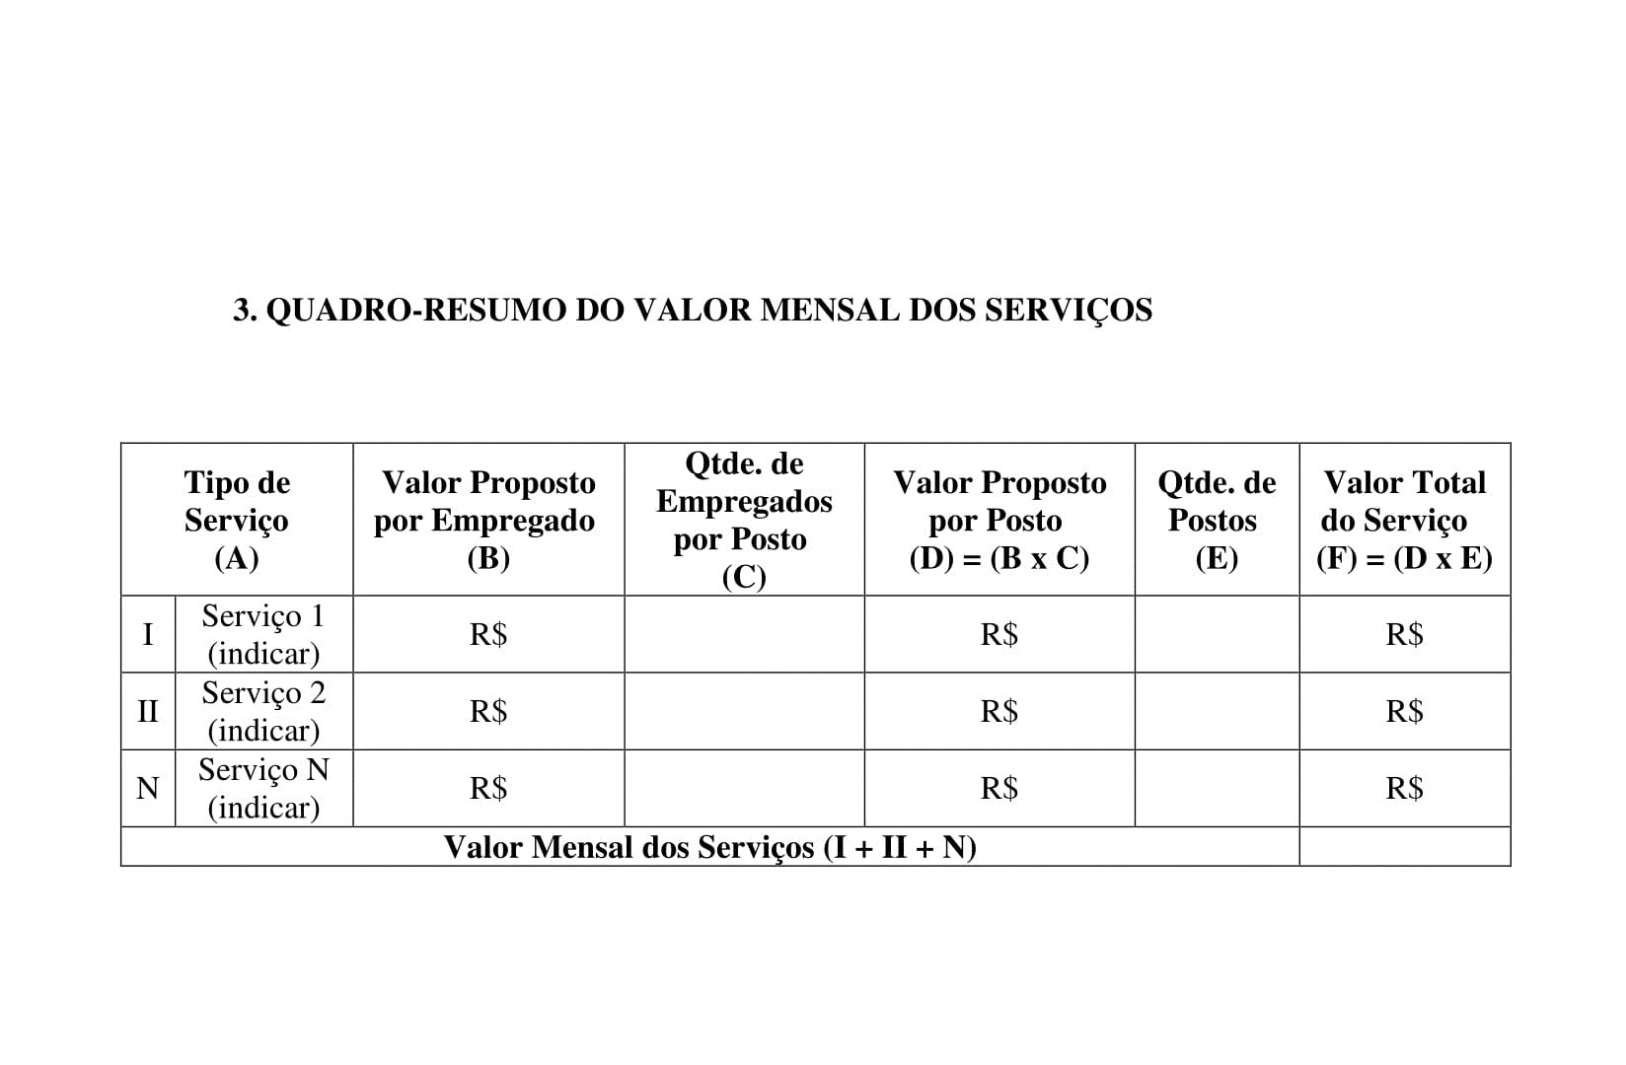 3. QUADRO-RESUMO DO VALOR MENSAL DOS SERVIÇOS
Tipo de
Serviço
(A)
Valor Proposto
por Empregado
(B)
Qtde. de
Empregados
por Posto
(C)
Valor Proposto
por Posto
(D) = (B x C)
Qtde. de
Postos
(E)
Valor Total
do Serviço
(F) = (D x E)
I
Serviço 1
(indicar)
R$
R$
R$
II
Serviço 2
(indicar)
R$
R$
R$
N
Serviço N
(indicar)
R$
R$
R$
Valor Mensal dos Serviços (I + II + N)